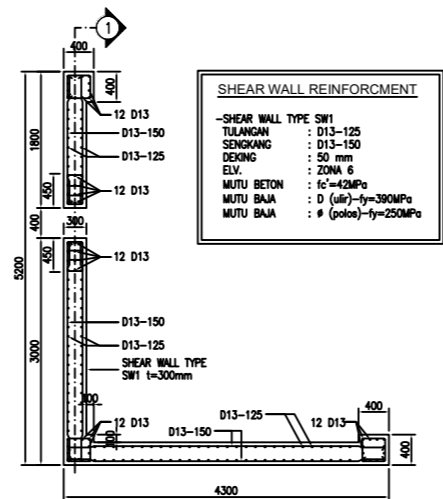 1
400
400
12 D13
D13-150
D13-125
12 D13
1800
450
400
300
5200
450
12 D13
3000
D13-150
D13-125
SHEAR WALL TYPE
SW1 t=300mm
12 D13
D13-125
D13-150
12 D13
400
400
4300
SHEAR WALL REINFORCMENT
-SHEAR WALL TYPE SW1
TULANGAN : D13-125
SENGKANG : D13-150
DEKING : 50 mm
ELV. : ZONA 6
MUTU BETON : fc'=42MPa
MUTU BAJA : D (ulir)-fy=390MPa
MUTU BAJA : ø (polos)-fy=250MPa